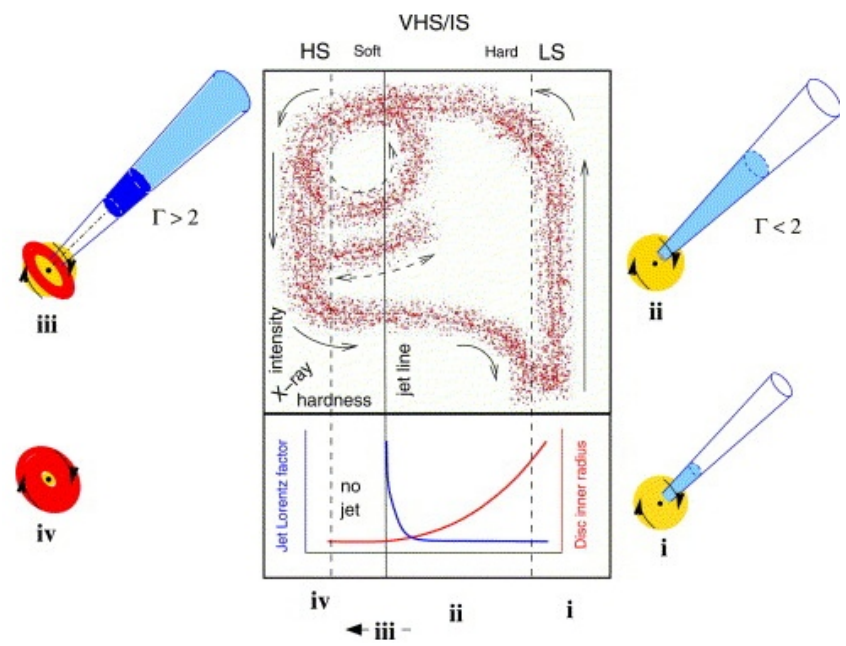 VHS/IS
HS
Soft
Hard
LS
Γ > 2
iii
Γ < 2
ii
intensity
X-ray
hardness
jet line
iv
i
Jet Lorentz factor
no
jet
Disc inner radius
iv
iii
ii
i